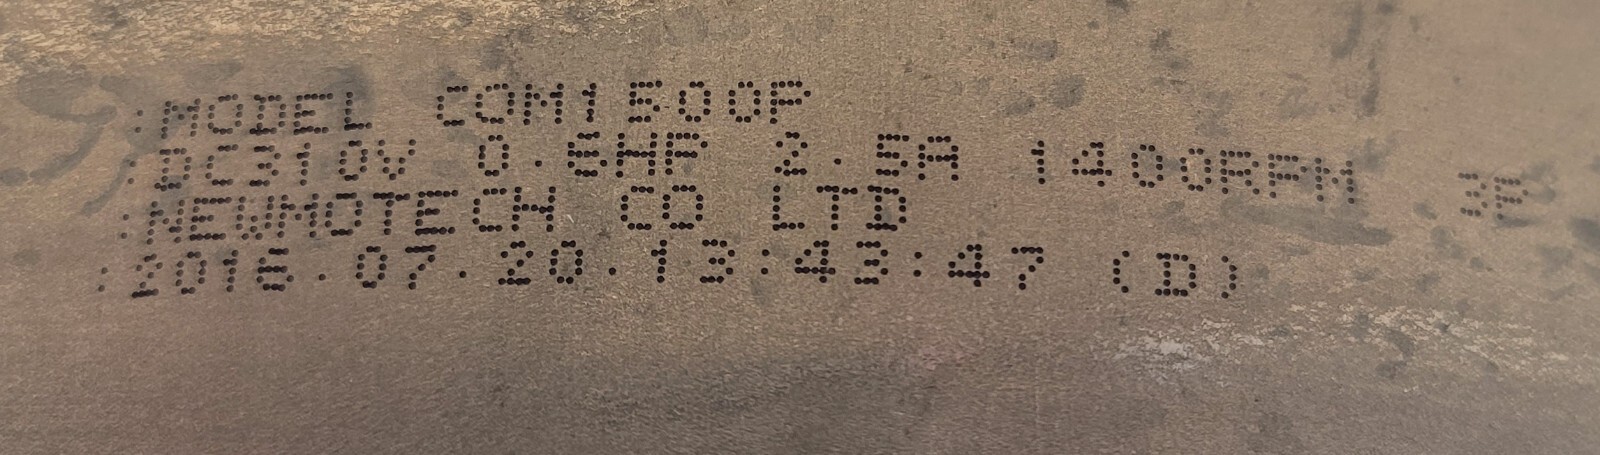 :MODEL COM1500P
:DC310V 0.6HP 2.5A 1400RPM 3P
:NEWMOTECH CO LTD
:2016.07.20.13:43:47 (D)